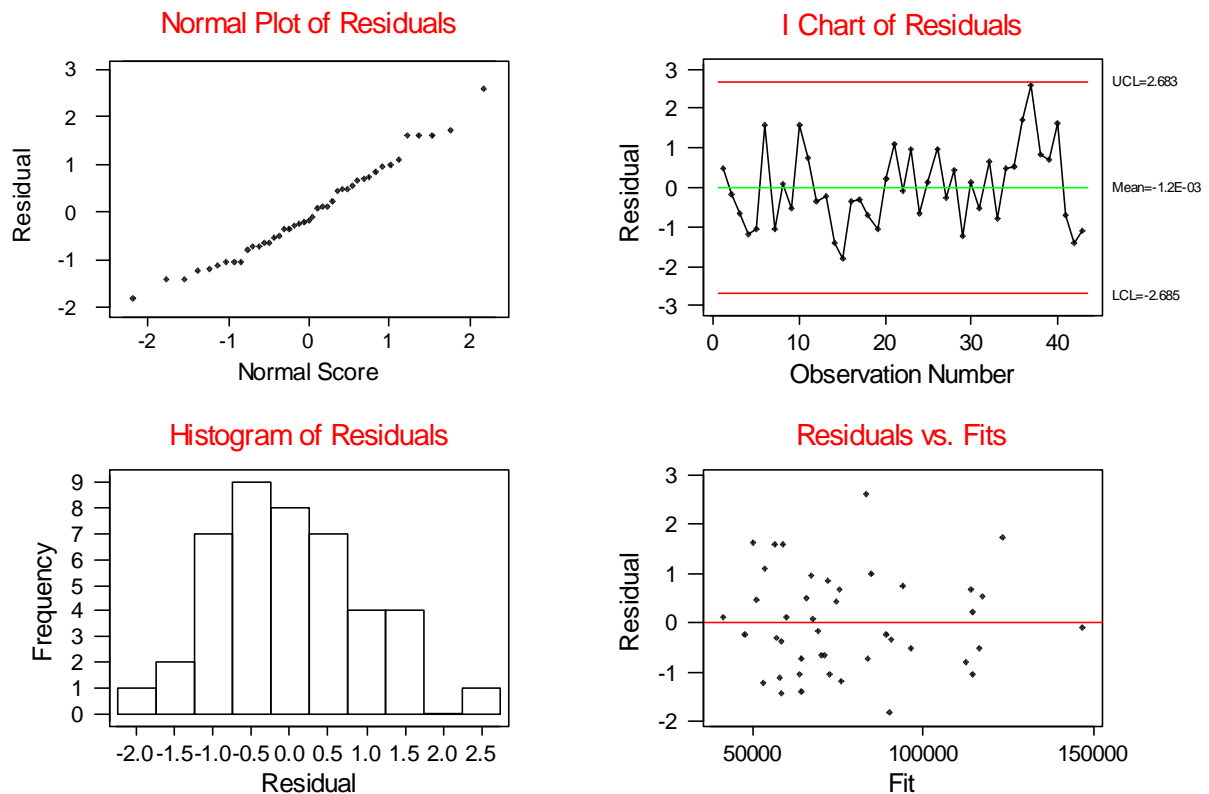 Normal Plot of Residuals
3
2
1
0
-1
-2
Residual
-2 -1 0 1 2
Normal Score
I Chart of Residuals
3
2
1
0
-1
-2
-3
Residual
UCL=2.683
Mean=-1.2E-03
LCL=-2.685
0 10 20 30 40
Observation Number
Histogram of Residuals
9
8
7
6
5
4
3
2
1
0
Frequency
-2.0 -1.5 -1.0 -0.5 0.0 0.5 1.0 1.5 2.0 2.5
Residual
Residuals vs. Fits
3
2
1
0
-1
-2
Residual
50000 100000 150000
Fit